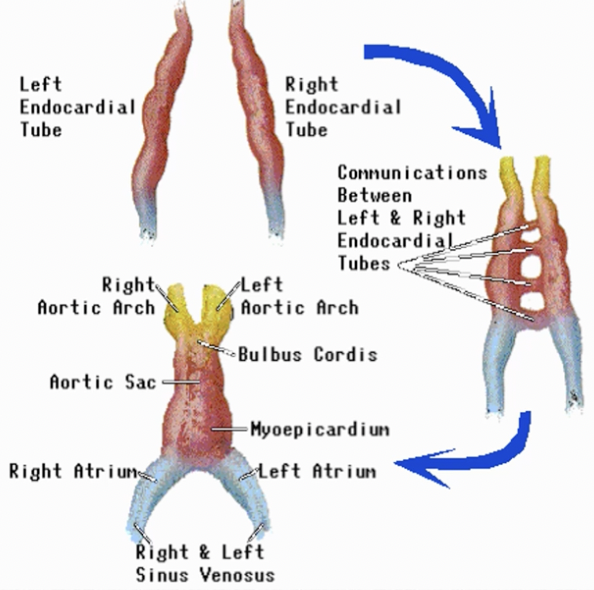 Left
Endocardial
Tube
Right
Endocardial
Tube
Communications
Between
Left & Right
Endocardial
Tubes
Right
Aortic Arch
Left
Aortic Arch
Bulbus Cordis
Aortic Sac
Myoepicardium
Right Atrium
Left Atrium
Right & Left
Sinus Venosus